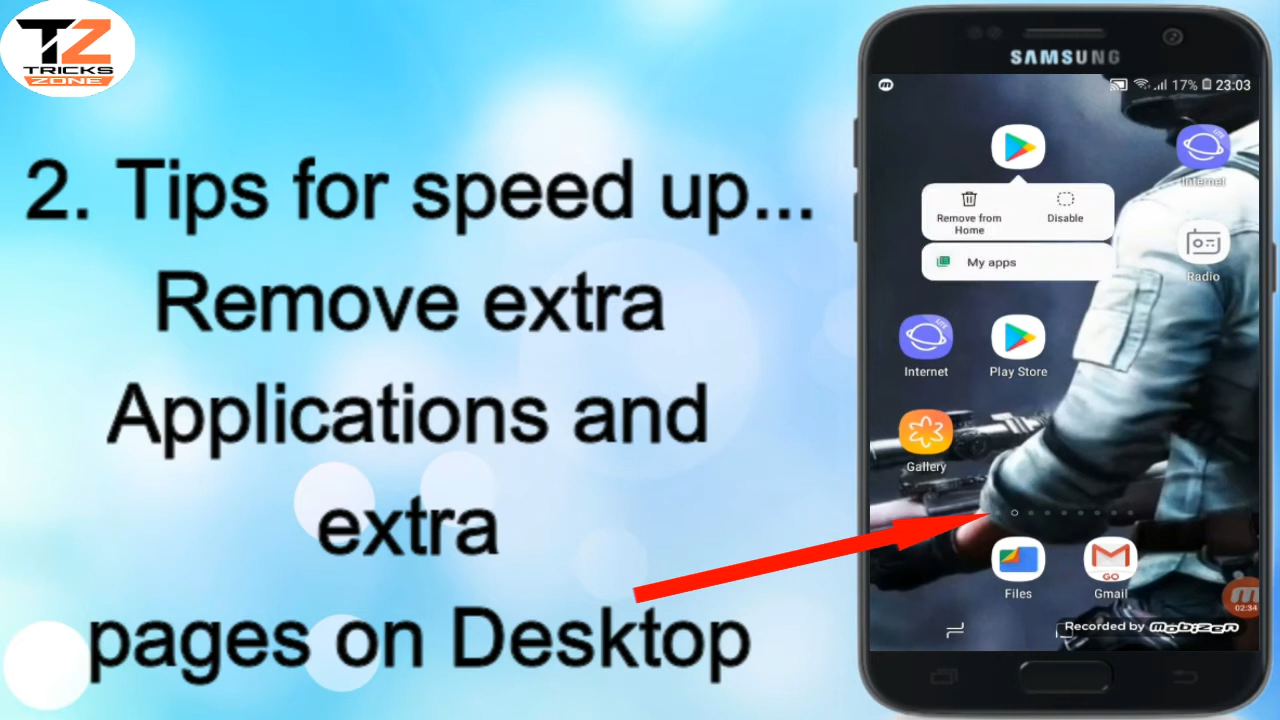 TZ
TRICKS
ZONE
2. Tips for speed up...
Remove extra
Applications and
extra
pages on Desktop
SAMSUNG
m
17% 23:03
LITE
Internet
Remove from
Home
Disable
My apps
Radio
LITE
Internet
Play Store
Gallery
GO
Files
Gmail
02:34
Recorded by mobizen